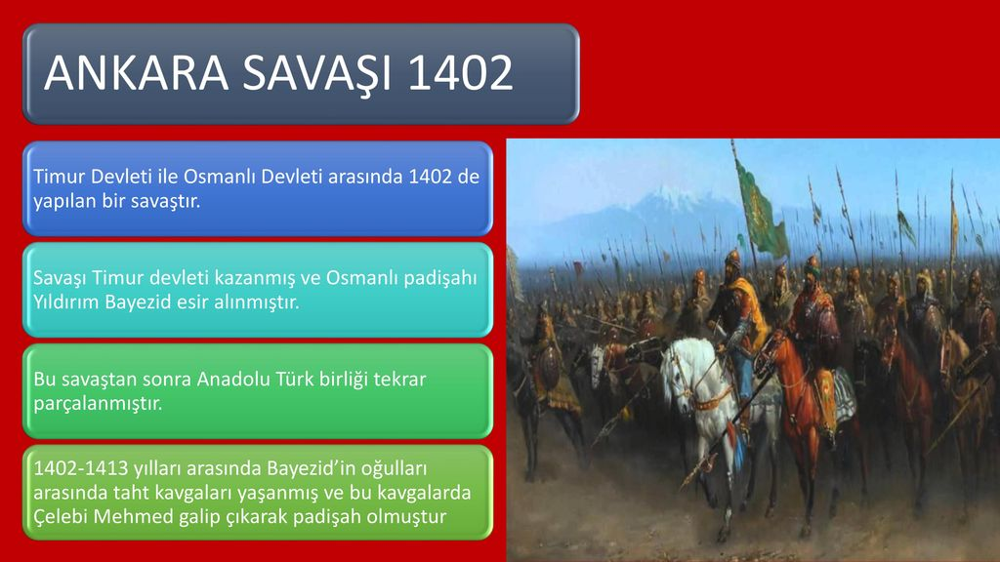 ANKARA SAVAŞI 1402
Timur Devleti ile Osmanlı Devleti arasında 1402 de
yapılan bir savaştır.
Savaşı Timur devleti kazanmış ve Osmanlı padişahı
Yıldırım Bayezid esir alınmıştır.
Bu savaştan sonra Anadolu Türk birliği tekrar
parçalanmıştır.
1402-1413 yılları arasında Bayezid’in oğulları
arasında taht kavgaları yaşanmış ve bu kavgalarda
Çelebi Mehmed galip çıkarak padişah olmuştur